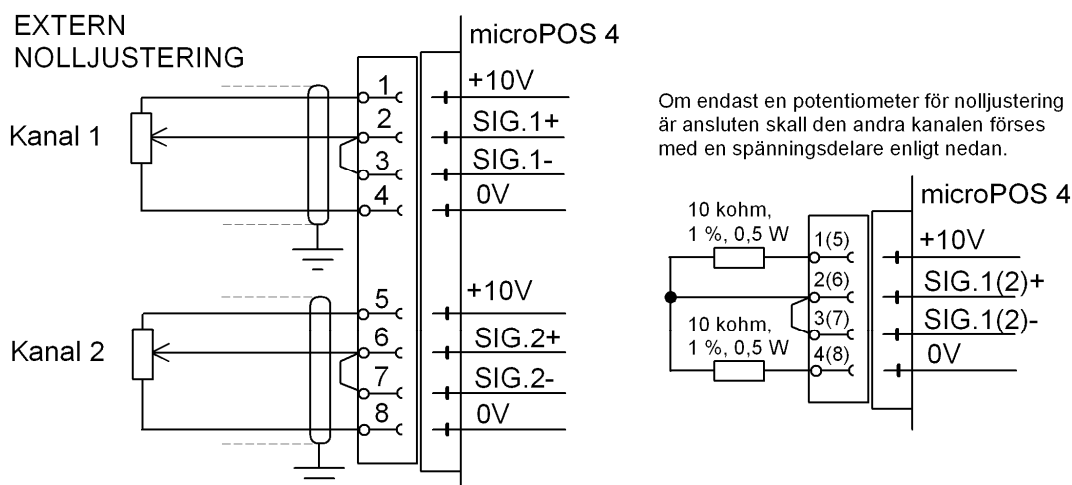 EXTERN
NOLLJUSTERING
microPOS 4
Kanal 1
1
+10V
2
SIG.1+
3
SIG.1-
4
0V
Kanal 2
5
+10V
6
SIG.2+
7
SIG.2-
8
0V
Om endast en potentiometer för nolljustering
är ansluten skall den andra kanalen förses
med en spänningsdelare enligt nedan.
microPOS 4
10 kohm,
1 %, 0,5 W
1(5)
+10V
2(6)
SIG.1(2)+
10 kohm,
1 %, 0,5 W
3(7)
SIG.1(2)-
4(8)
0V